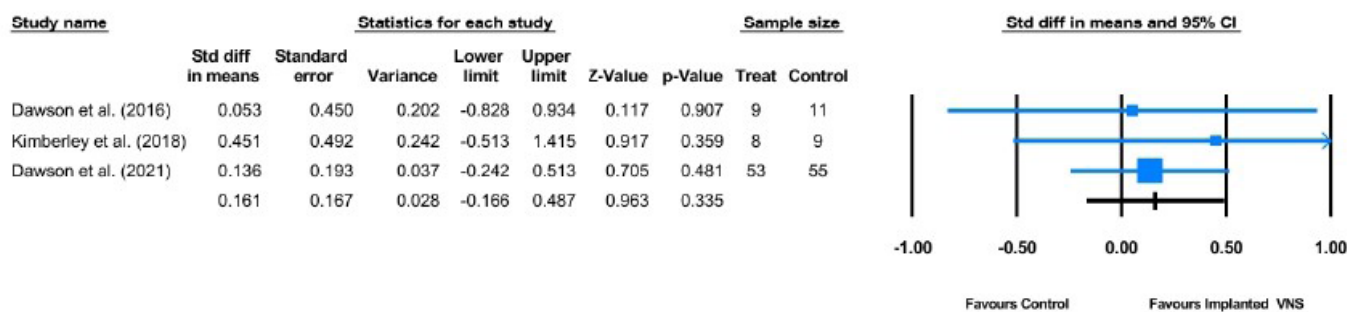 Study name Statistics for each study Sample size Std diff in means and 95% CI
Std diff in means Standard error Variance Lower limit Upper limit Z-Value p-Value Treat Control
Dawson et al. (2016) 0.053 0.450 0.202 -0.828 0.934 0.117 0.907 9 11
Kimberley et al. (2018) 0.451 0.492 0.242 -0.513 1.415 0.917 0.359 8 9
Dawson et al. (2021) 0.136 0.193 0.037 -0.242 0.513 0.705 0.481 53 55
0.161 0.167 0.028 -0.166 0.487 0.963 0.335
-1.00 -0.50 0.00 0.50 1.00
Favours Control Favours Implanted VNS